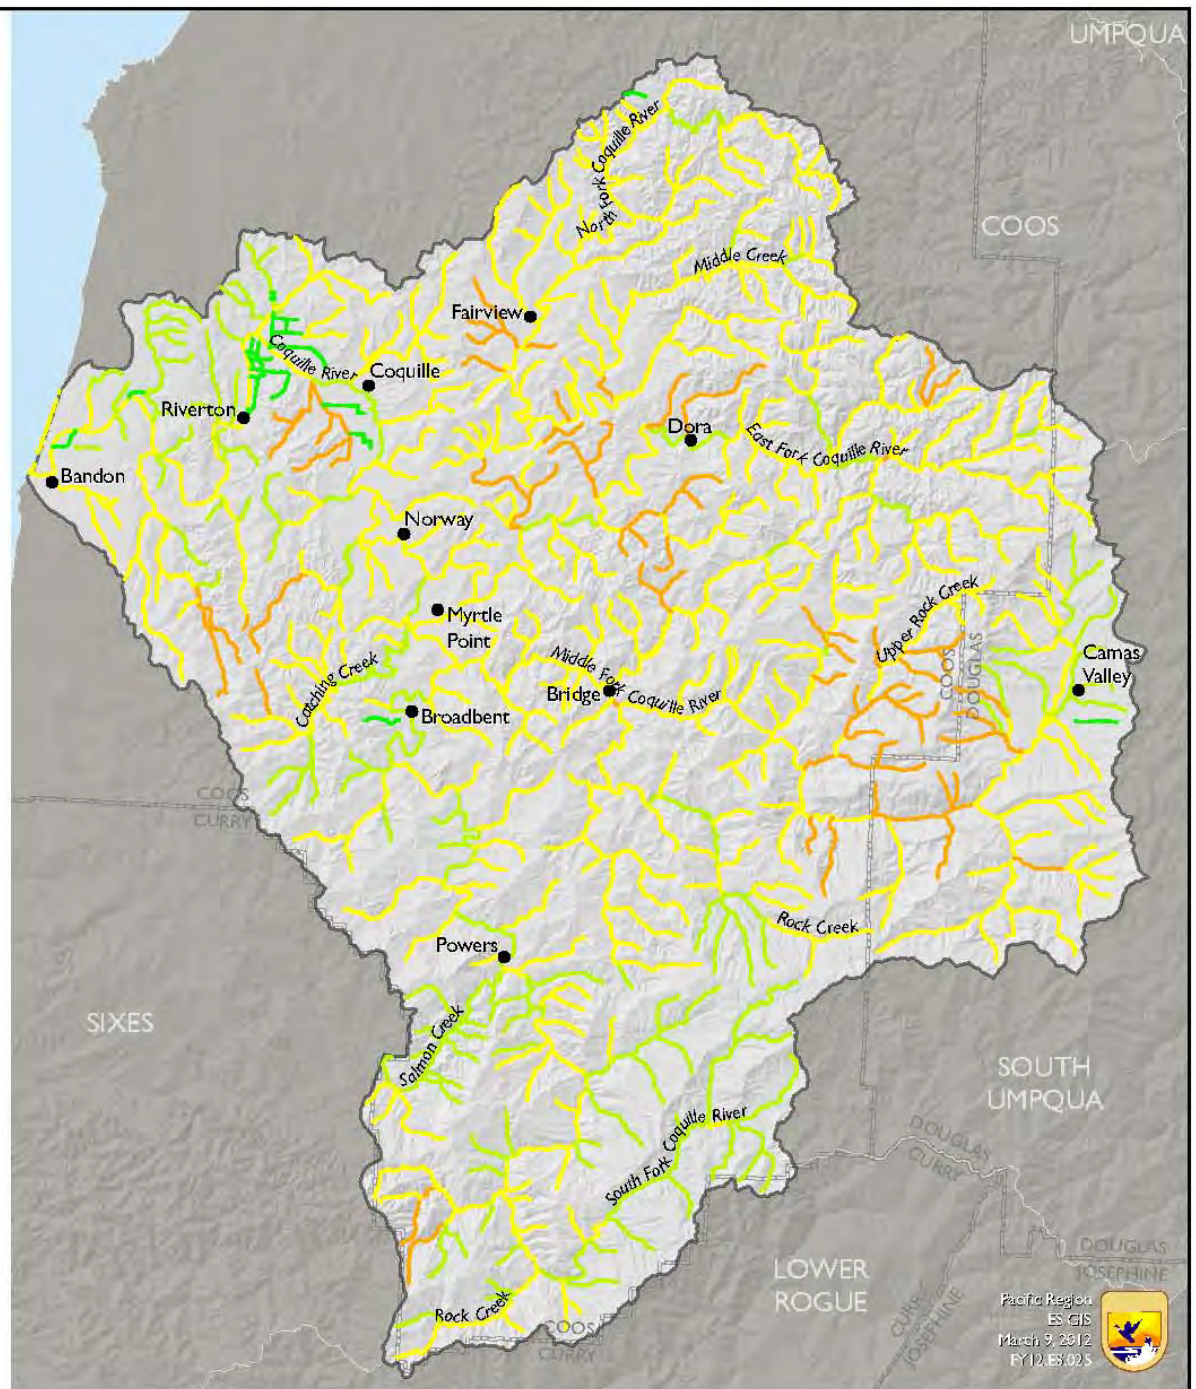 UMPQUA
North Fork Coquille River
COOS
Middle Creek
Fairview
Coquille River
Coquille
Riverton
Dora
East Fork Coquille River
Bandon
Norway
Upper Rock Creek
Myrtle
Point
COOS
DOUGLAS
Camas
Valley
Middle Fork Coquille River
Catching Creek
Bridge
Broadbent
COOS
CURRY
Rock Creek
Powers
SIXES
Salmon Creek
SOUTH
UMPQUA
South Fork Coquille River
DOUGLAS
CURRY
DOUGLAS
JOSEPHINE
LOWER
ROGUE
CURRY
JOSEPHINE
Rock Creek
COOS
CURRY
Pacific Region
ES GIS
March 9, 2012
FY12.ES.025